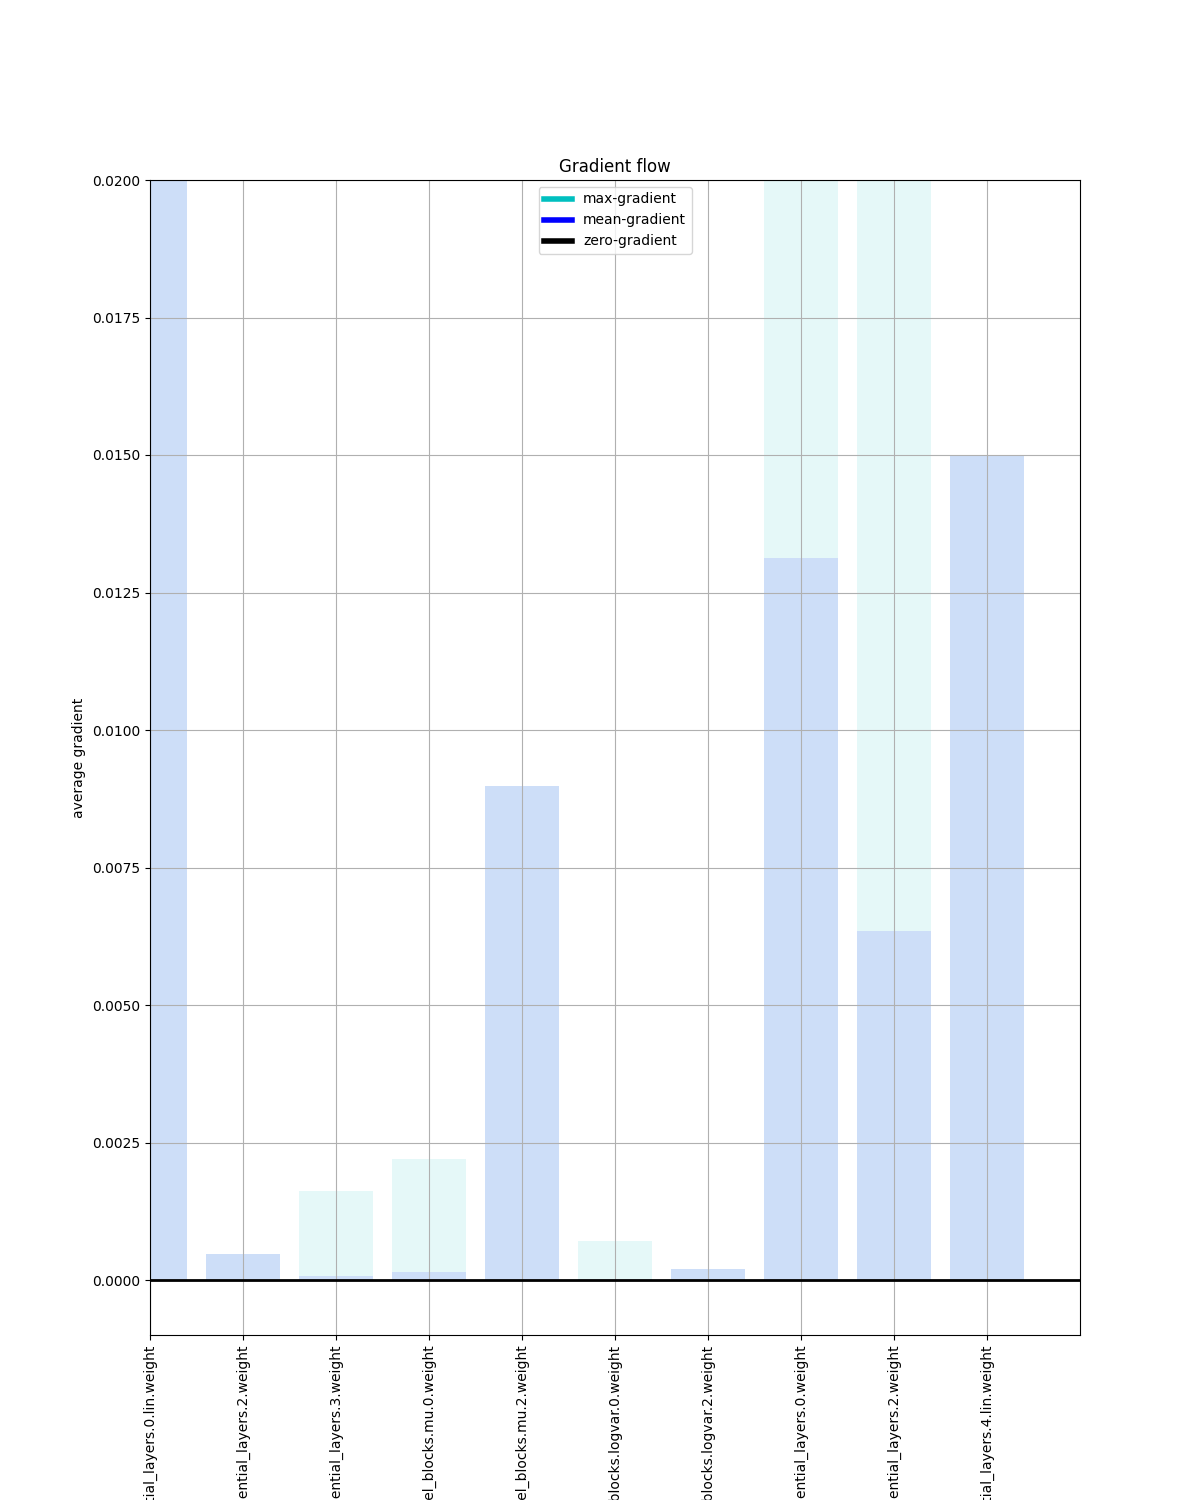 Gradient flow
max-gradient
mean-gradient
zero-gradient
0.0200
0.0175
0.0150
0.0125
0.0100
0.0075
0.0050
0.0025
0.0000
average gradient
tial_layers.0.lin.weight
ential_layers.2.weight
ential_layers.3.weight
el_blocks.mu.0.weight
el_blocks.mu.2.weight
blocks.logvar.0.weight
blocks.logvar.2.weight
ential_layers.0.weight
ential_layers.2.weight
tial_layers.4.lin.weight